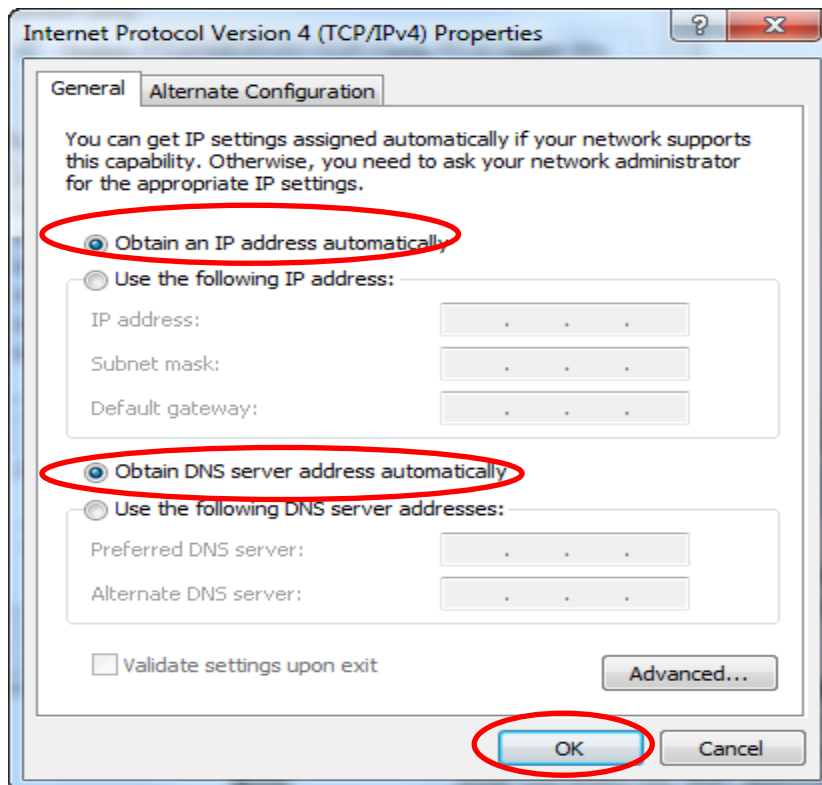 Internet Protocol Version 4 (TCP/IPv4) Properties
?
X
General
Alternate Configuration
You can get IP settings assigned automatically if your network supports
this capability. Otherwise, you need to ask your network administrator
for the appropriate IP settings.
Obtain an IP address automatically
Use the following IP address:
IP address:
. . .
Subnet mask:
. . .
Default gateway:
. . .
Obtain DNS server address automatically
Use the following DNS server addresses:
Preferred DNS server:
. . .
Alternate DNS server:
. . .
Validate settings upon exit
Advanced...
OK
Cancel